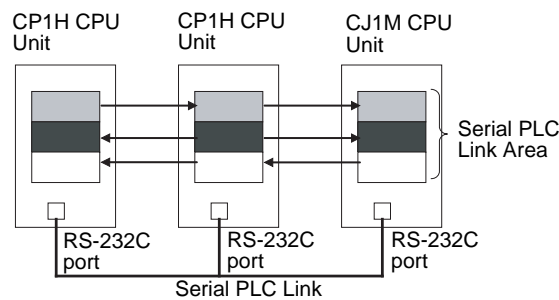 CP1H CPU
Unit
CP1H CPU
Unit
CJ1M CPU
Unit
Serial PLC
Link Area
RS-232C
port
RS-232C
port
RS-232C
port
Serial PLC Link